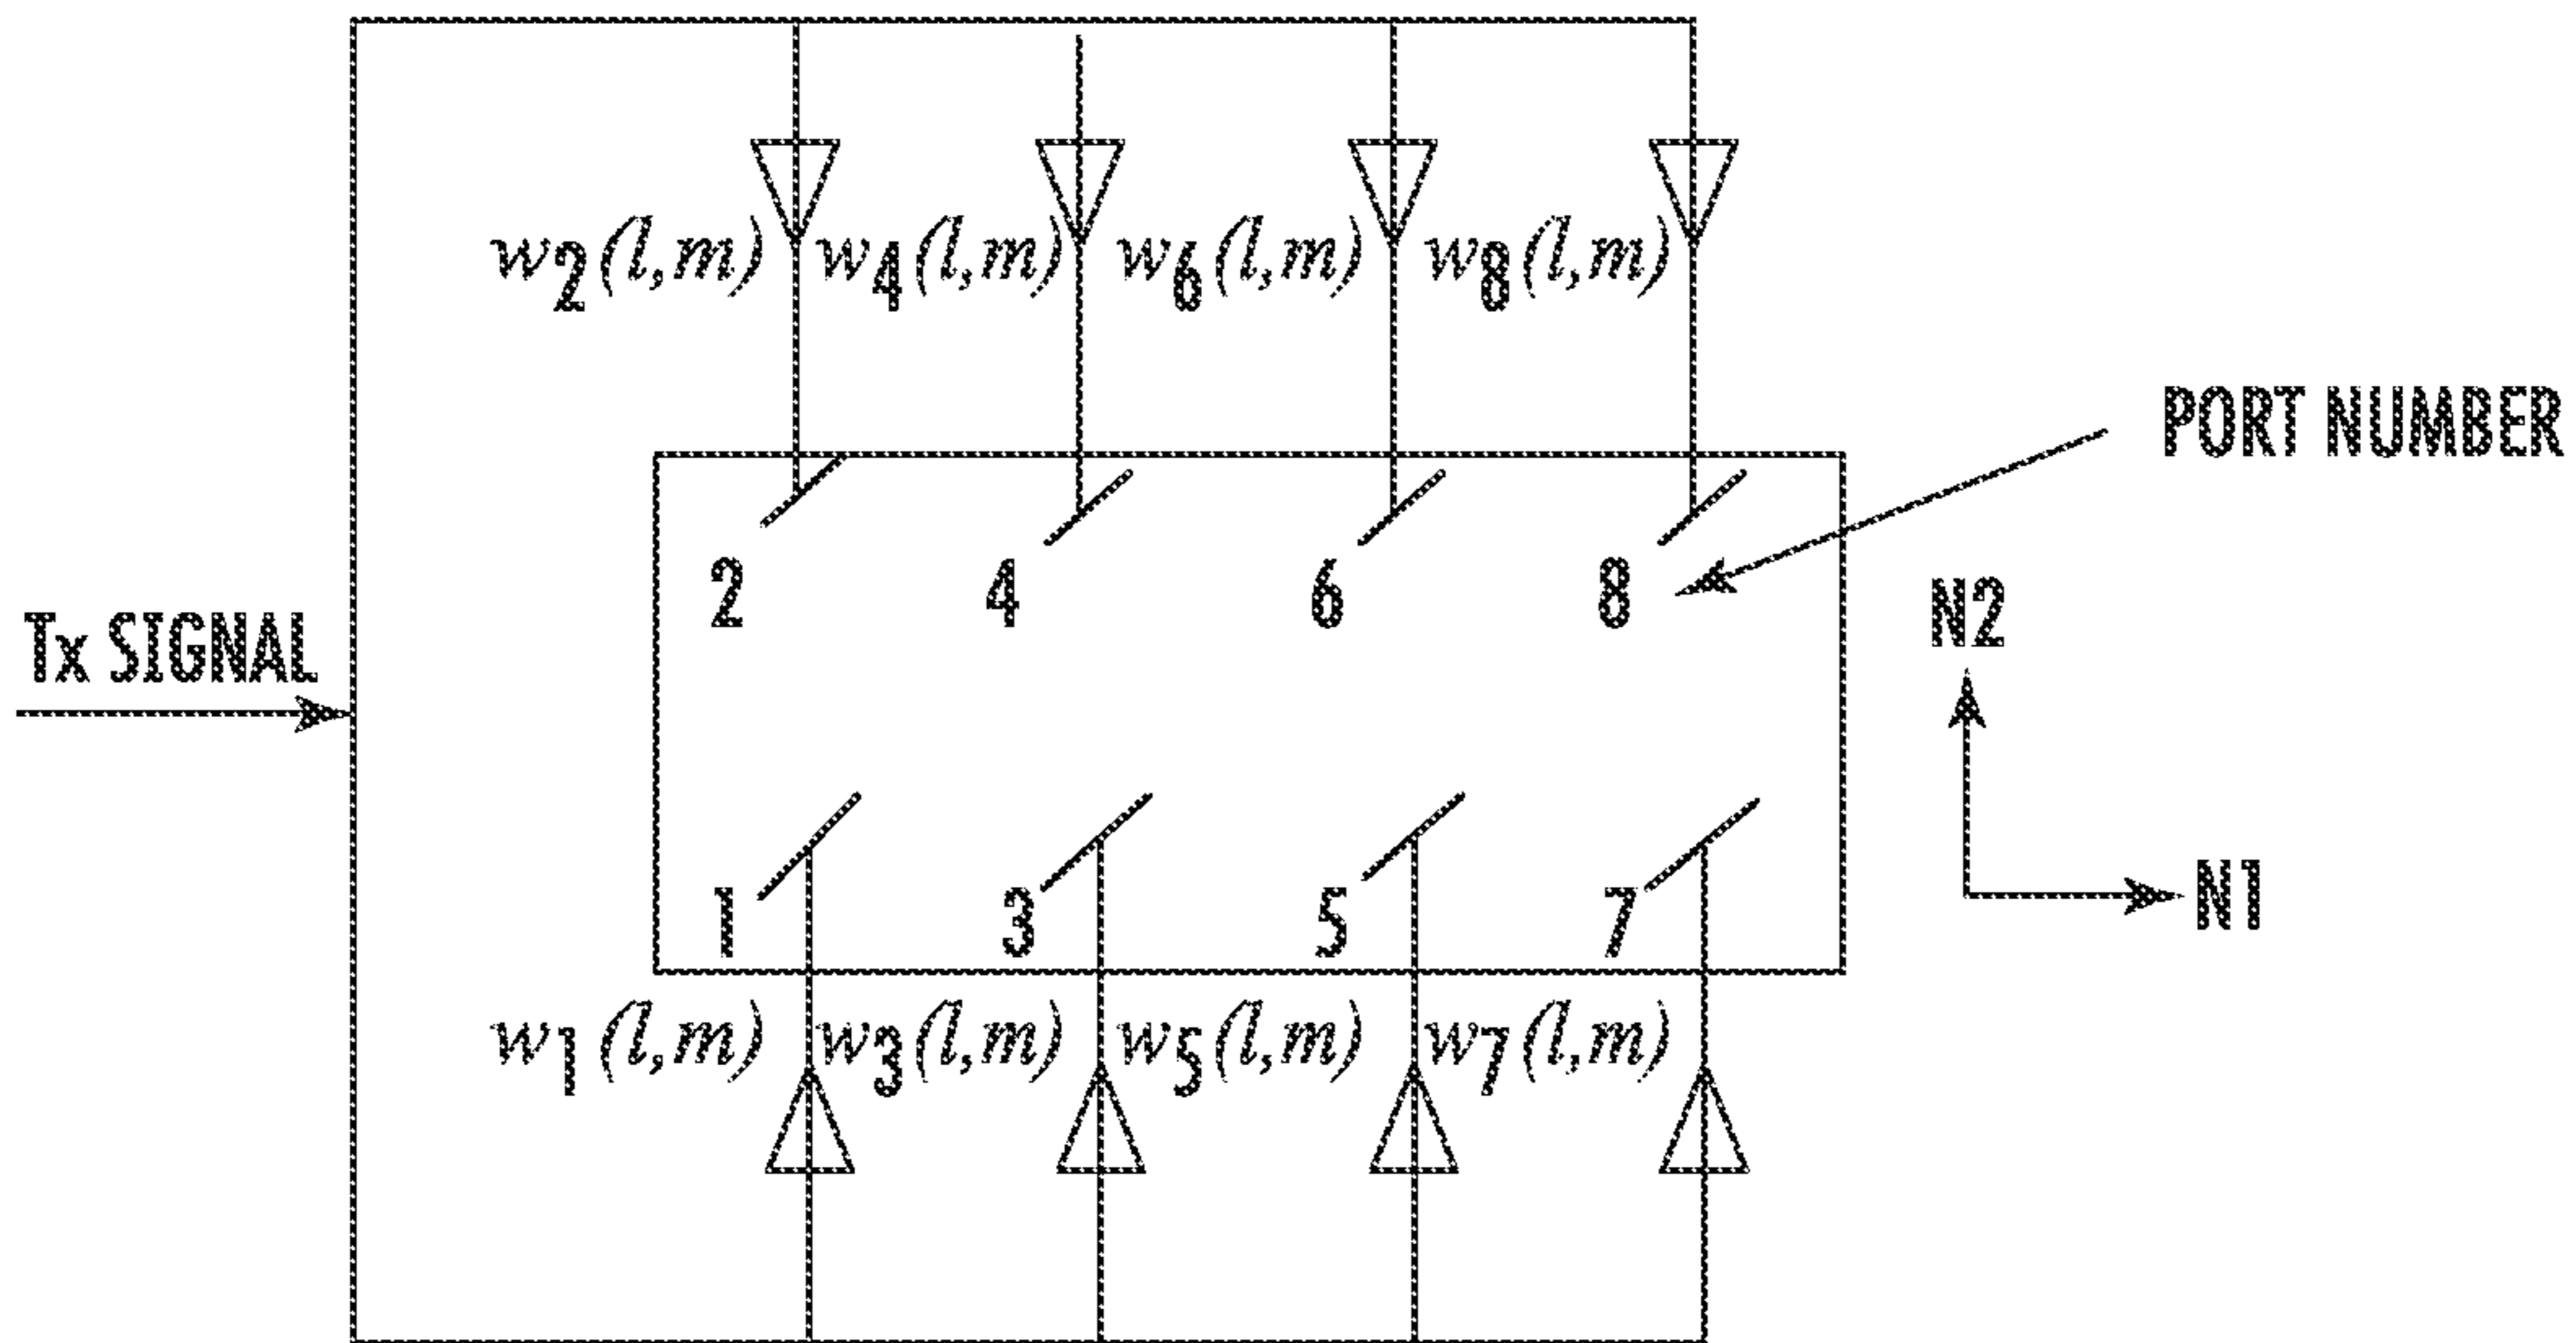 w2(l,m) w4(l,m) w6(l,m) w8(l,m)
PORT NUMBER
2 4 6 8
N2
Tx SIGNAL
1 3 5 7
N1
w1(l,m) w3(l,m) w5(l,m) w7(l,m)